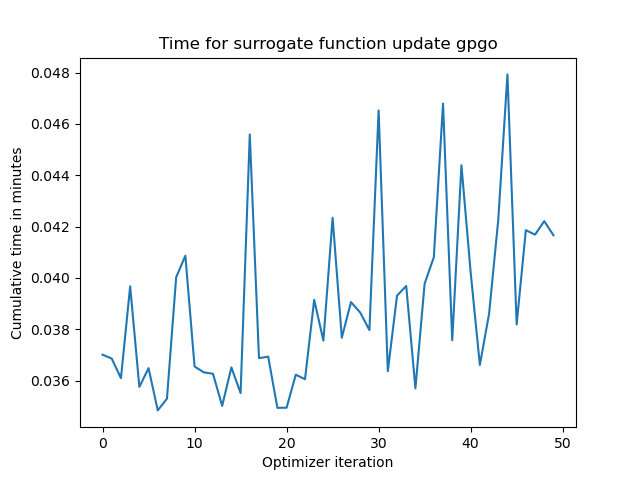 Time for surrogate function update gpgo
Cumulative time in minutes
0.048
0.046
0.044
0.042
0.040
0.038
0.036
0 10 20 30 40 50
Optimizer iteration